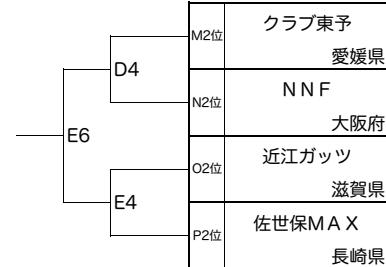 M2位
クラブ東予
愛媛県
D4
N2位
ＮＮＦ
大阪府
E6
O2位
近江ガッツ
滋賀県
E4
P2位
佐世保ＭＡＸ
長崎県